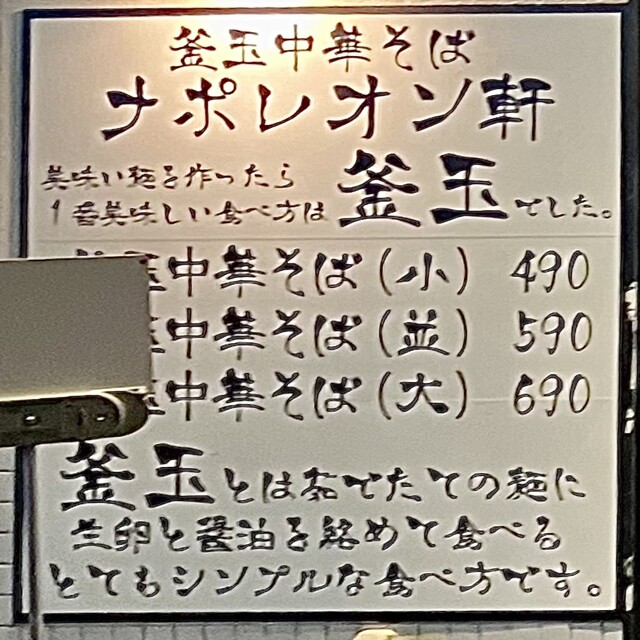 釜玉中華そば
ナポレオン軒
美味い麺を作ったら
1番美味しい食べ方は
釜玉でした。
玉中華そば(小) 490
玉中華そば(並) 590
玉中華そば(大) 690
釜玉とは茹でたての麺に
生卵と醤油を絡めて食べる
とてもシンプルな食べ方です。